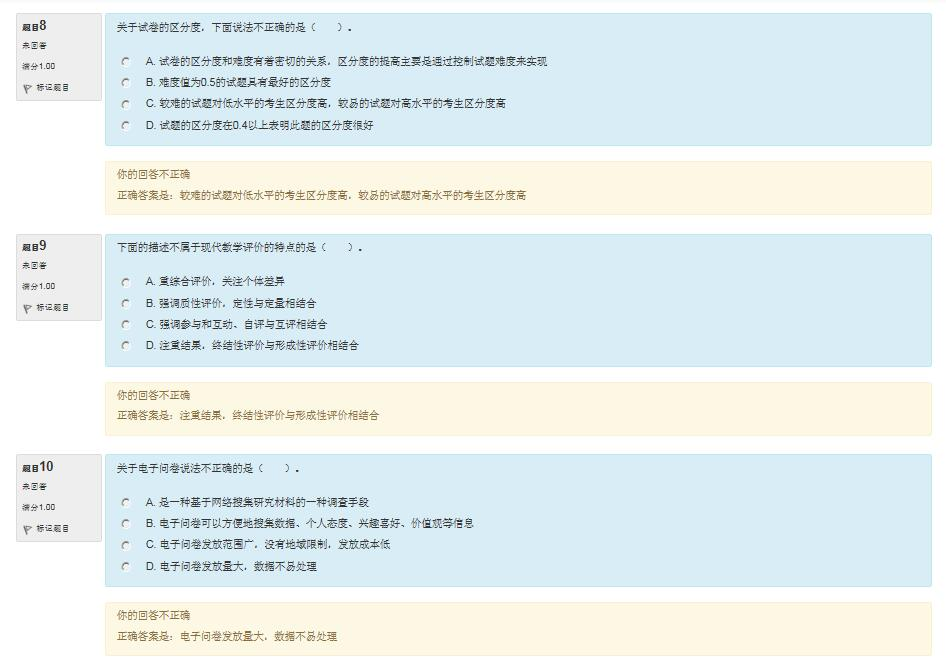 题目8
未回答
满分1.00
标记题目
关于试卷的区分度，下面说法不正确的是（　　）。
A. 试卷的区分度和难度有着密切的关系，区分度的提高主要是通过控制试题难度来实现
B. 难度值为0.5的试题具有最好的区分度
C. 较难的试题对低水平的考生区分度高，较易的试题对高水平的考生区分度高
D. 试题的区分度在0.4以上表明此题的区分度很好
你的回答不正确
正确答案是：较难的试题对低水平的考生区分度高，较易的试题对高水平的考生区分度高
题目9
未回答
满分1.00
标记题目
下面的描述不属于现代教学评价的特点的是（　　）。
A. 重综合评价，关注个体差异
B. 强调质性评价，定性与定量相结合
C. 强调参与和互动、自评与互评相结合
D. 注重结果，终结性评价与形成性评价相结合
你的回答不正确
正确答案是：注重结果，终结性评价与形成性评价相结合
题目10
未回答
满分1.00
标记题目
关于电子问卷说法不正确的是（　　）。
A. 是一种基于网络搜集研究材料的一种调查手段
B. 电子问卷可以方便地搜集数据、个人态度、兴趣喜好、价值观等信息
C. 电子问卷发放范围广，没有地域限制，发放成本低
D. 电子问卷发放量大，数据不易处理
你的回答不正确
正确答案是：电子问卷发放量大，数据不易处理